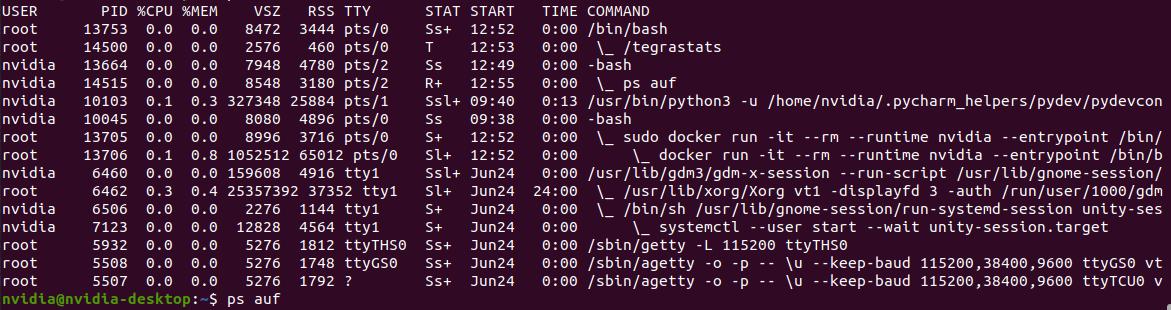 USER       PID %CPU %MEM    VSZ   RSS TTY      STAT START   TIME COMMAND
root     13753  0.0  0.0   8472  3444 pts/0    Ss+  12:52   0:00 /bin/bash
root     14500  0.0  0.0   2576   460 pts/0    T    12:53   0:00  \_ /tegrastats
nvidia   13664  0.0  0.0   7948  4780 pts/2    Ss   12:49   0:00 -bash
nvidia   14515  0.0  0.0   8548  3180 pts/2    R+   12:55   0:00  \_ ps auf
nvidia   10103  0.1  0.3 327348 25884 pts/1    Ssl+ 09:40   0:13 /usr/bin/python3 -u /home/nvidia/.pycharm_helpers/pydev/pydevcon
nvidia   10045  0.0  0.0   8080  4896 pts/0    Ss   09:38   0:00 -bash
root     13705  0.0  0.0   8996  3716 pts/0    S+   12:52   0:00  \_ sudo docker run -it --rm --runtime nvidia --entrypoint /bin/
root     13706  0.1  0.8 1052512 65012 pts/0   Sl+  12:52   0:00      \_ docker run -it --rm --runtime nvidia --entrypoint /bin/b
nvidia    6460  0.0  0.0 159608  4916 tty1     Ssl+ Jun24   0:00 /usr/lib/gdm3/gdm-x-session --run-script /usr/lib/gnome-session/
root      6462  0.3  0.4 25357392 37352 tty1   Sl+  Jun24  24:00  \_ /usr/lib/xorg/Xorg vt1 -displayfd 3 -auth /run/user/1000/gdm
nvidia    6506  0.0  0.0   2276  1144 tty1     S+   Jun24   0:00  \_ /bin/sh /usr/lib/gnome-session/run-systemd-session unity-ses
nvidia    7123  0.0  0.0  12828  4564 tty1     S+   Jun24   0:00      \_ systemctl --user start --wait unity-session.target
root      5932  0.0  0.0   5276  1812 ttyTHS0  Ss+  Jun24   0:00 /sbin/getty -L 115200 ttyTHS0
root      5508  0.0  0.0   5276  1748 ttyGS0   Ss+  Jun24   0:00 /sbin/agetty -o -p -- \u --keep-baud 115200,38400,9600 ttyGS0 vt
root      5507  0.0  0.0   5276  1792 ?        Ss+  Jun24   0:00 /sbin/agetty -o -p -- \u --keep-baud 115200,38400,9600 ttyTCU0 v
nvidia@nvidia-desktop:~$ ps auf